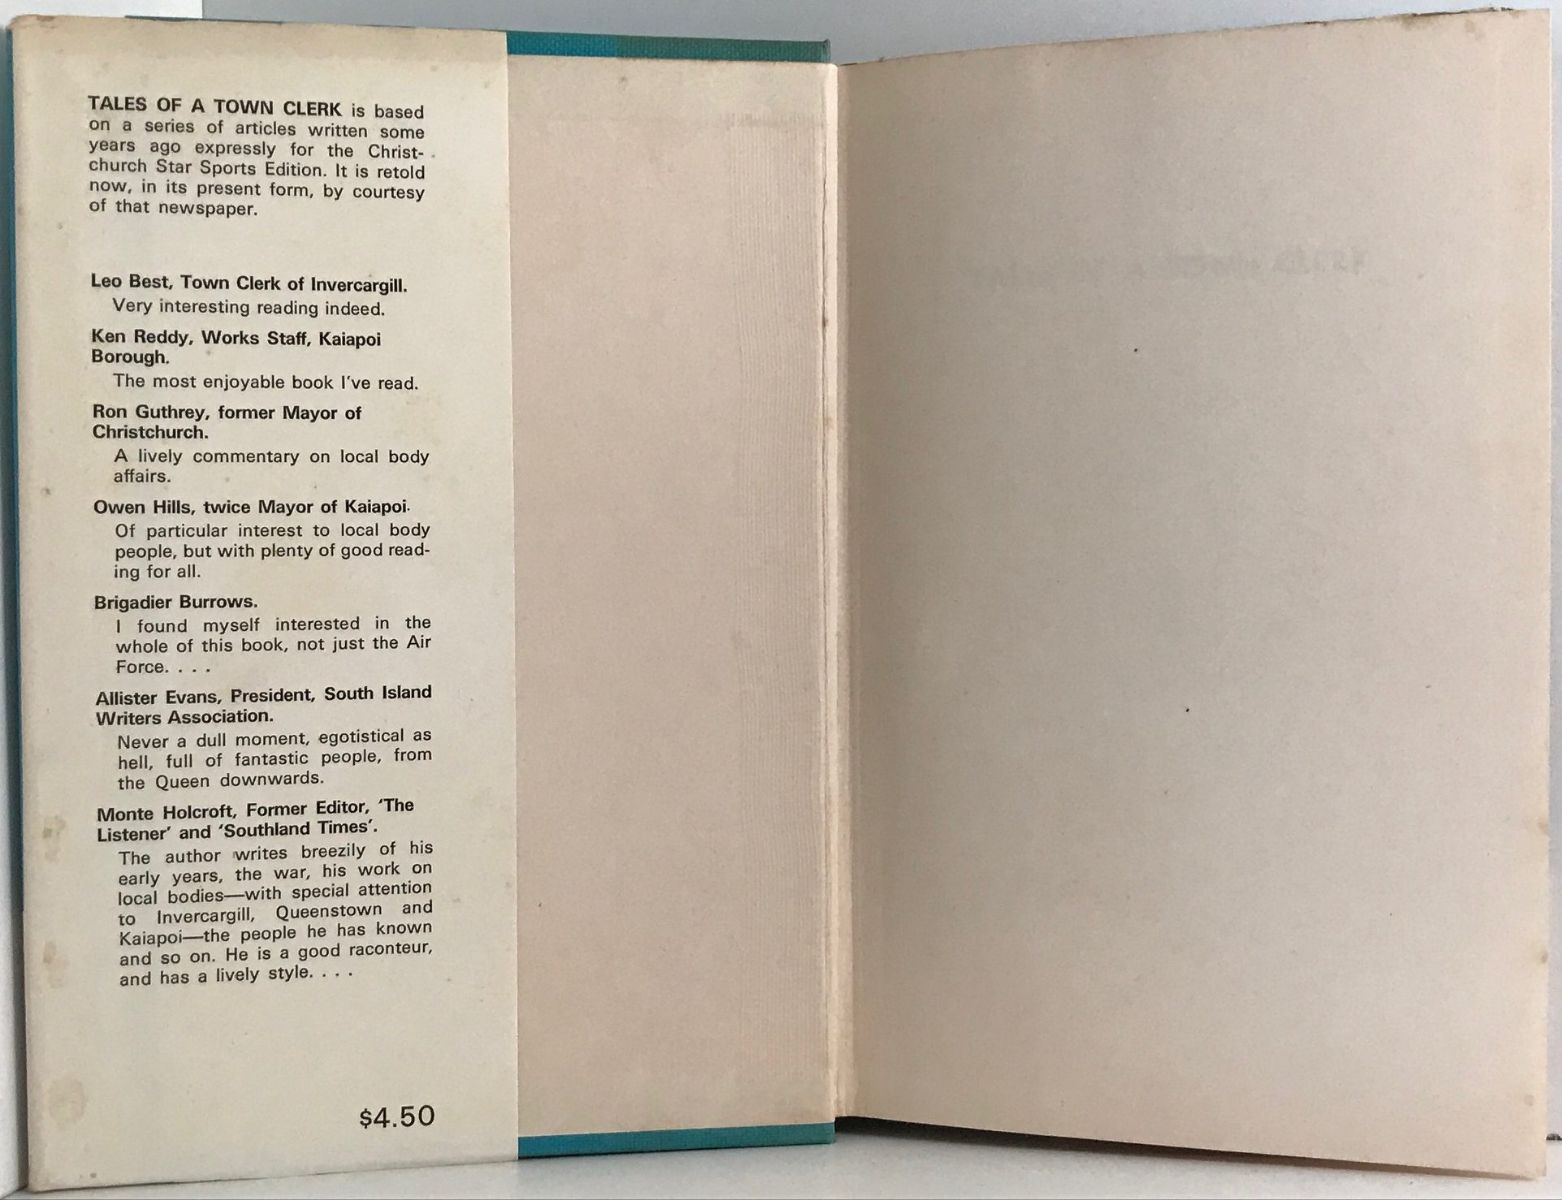 TALES OF A TOWN CLERK is based
on a series of articles written some
years ago expressly for the Christ-
church Star Sports Edition. It is retold
now, in its present form, by courtesy
of that newspaper.
Leo Best, Town Clerk of Invercargill.
Very interesting reading indeed.
Ken Reddy, Works Staff, Kaiapoi
Borough.
The most enjoyable book I've read.
Ron Guthrey, former Mayor of
Christchurch.
A lively commentary on local body
affairs.
Owen Hills, twice Mayor of Kaiapoi.
Of particular interest to local body
people, but with plenty of good read-
ing for all.
Brigadier Burrows.
I found myself interested in the
whole of this book, not just the Air
Force. . . .
Allister Evans, President, South Island
Writers Association.
Never a dull moment, egotistical as
hell, full of fantastic people, from
the Queen downwards.
Monte Holcroft, Former Editor, 'The
Listener' and 'Southland Times'.
The author writes breezily of his
early years, the war, his work on
local bodies—with special attention
to Invercargill, Queenstown and
Kaiapoi—the people he has known
and so on. He is a good raconteur,
and has a lively style. . . .
$4.50